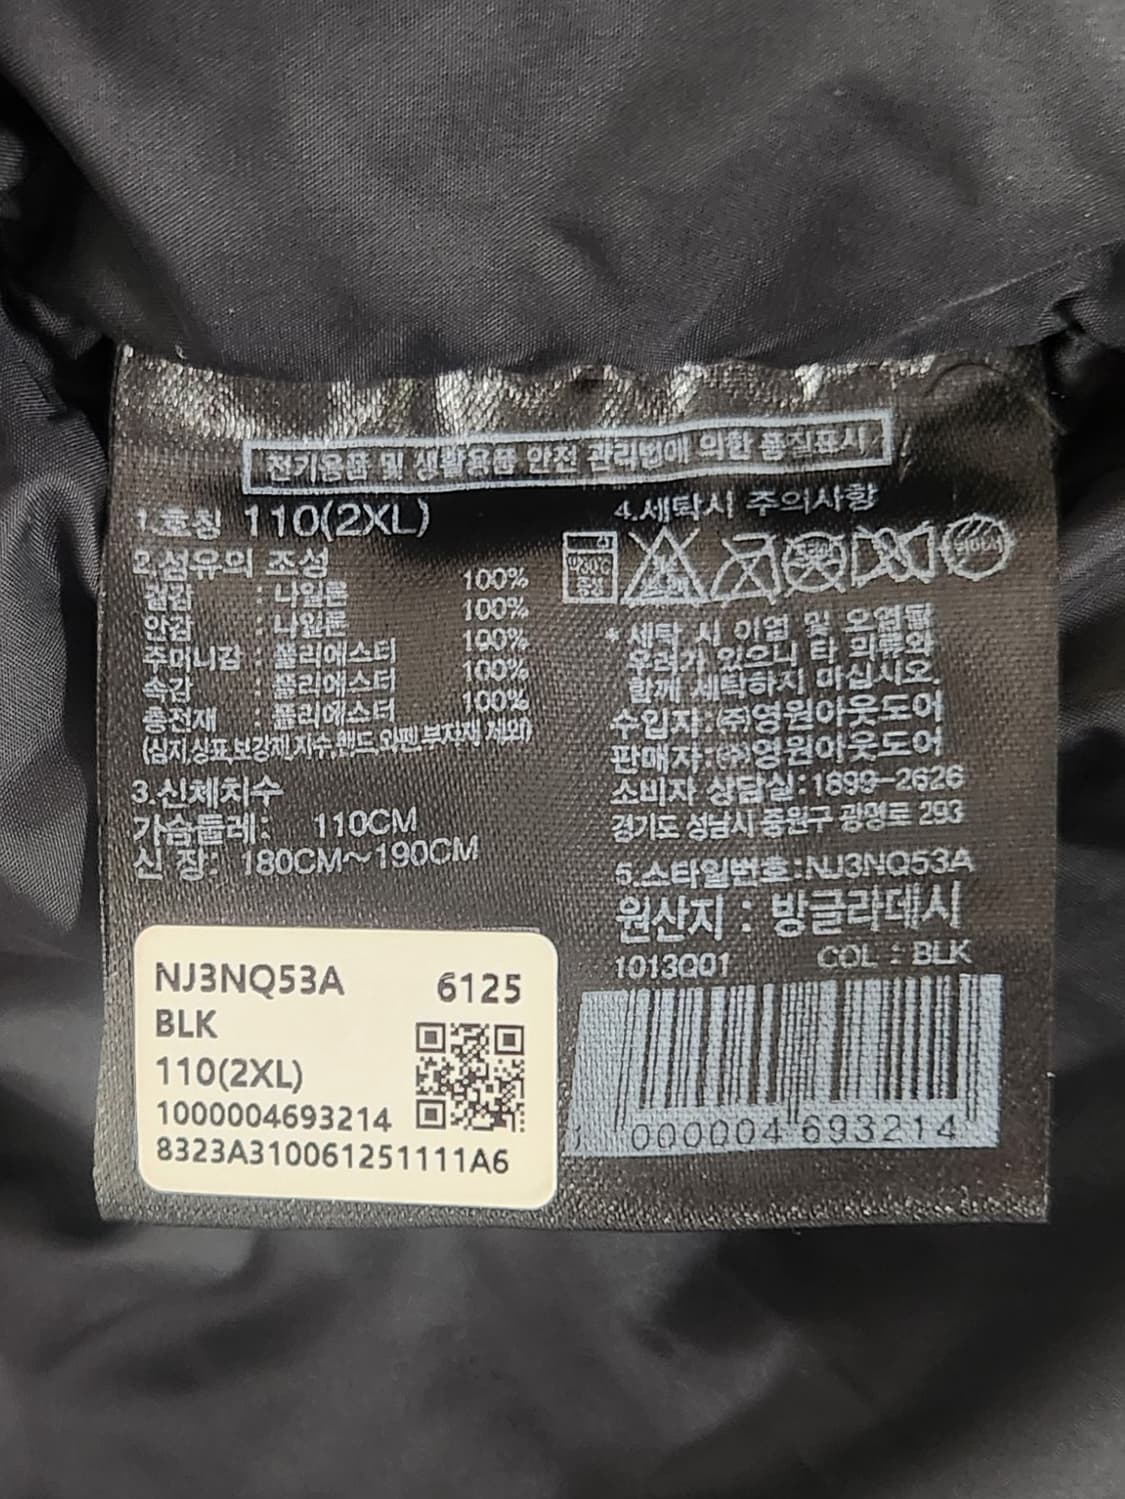 전기용품 및 생활용품 안전 관리법에 의한 품질표시
1.호칭 110(2XL)
2.섬유의 조성
겉감 : 나일론 100%
안감 : 나일론 100%
주머니감 : 폴리에스터 100%
속감 : 폴리에스터 100%
충전재 : 폴리에스터 100%
(심지,상표,보강제,자수,밴드,와펜,부자재 제외)
3.신체치수
가슴둘레: 110CM
신 장: 180CM~190CM
4.세탁시 주의사항
*세탁 시 이염 및 오염될
우려가 있으니 타 의류와
함께 세탁하지 마십시오
수입자:㈜영원아웃도어
판매자:㈜영원아웃도어
소비자 상담실:1899-2626
경기도 성남시 중원구 광명로 293
5.스타일번호:NJ3NQ53A
원산지 : 방글라데시
1013Q01 COL : BLK
1 000004 693214
NJ3NQ53A 6125
BLK
110(2XL)
1000004693214
8323A310061251111A6